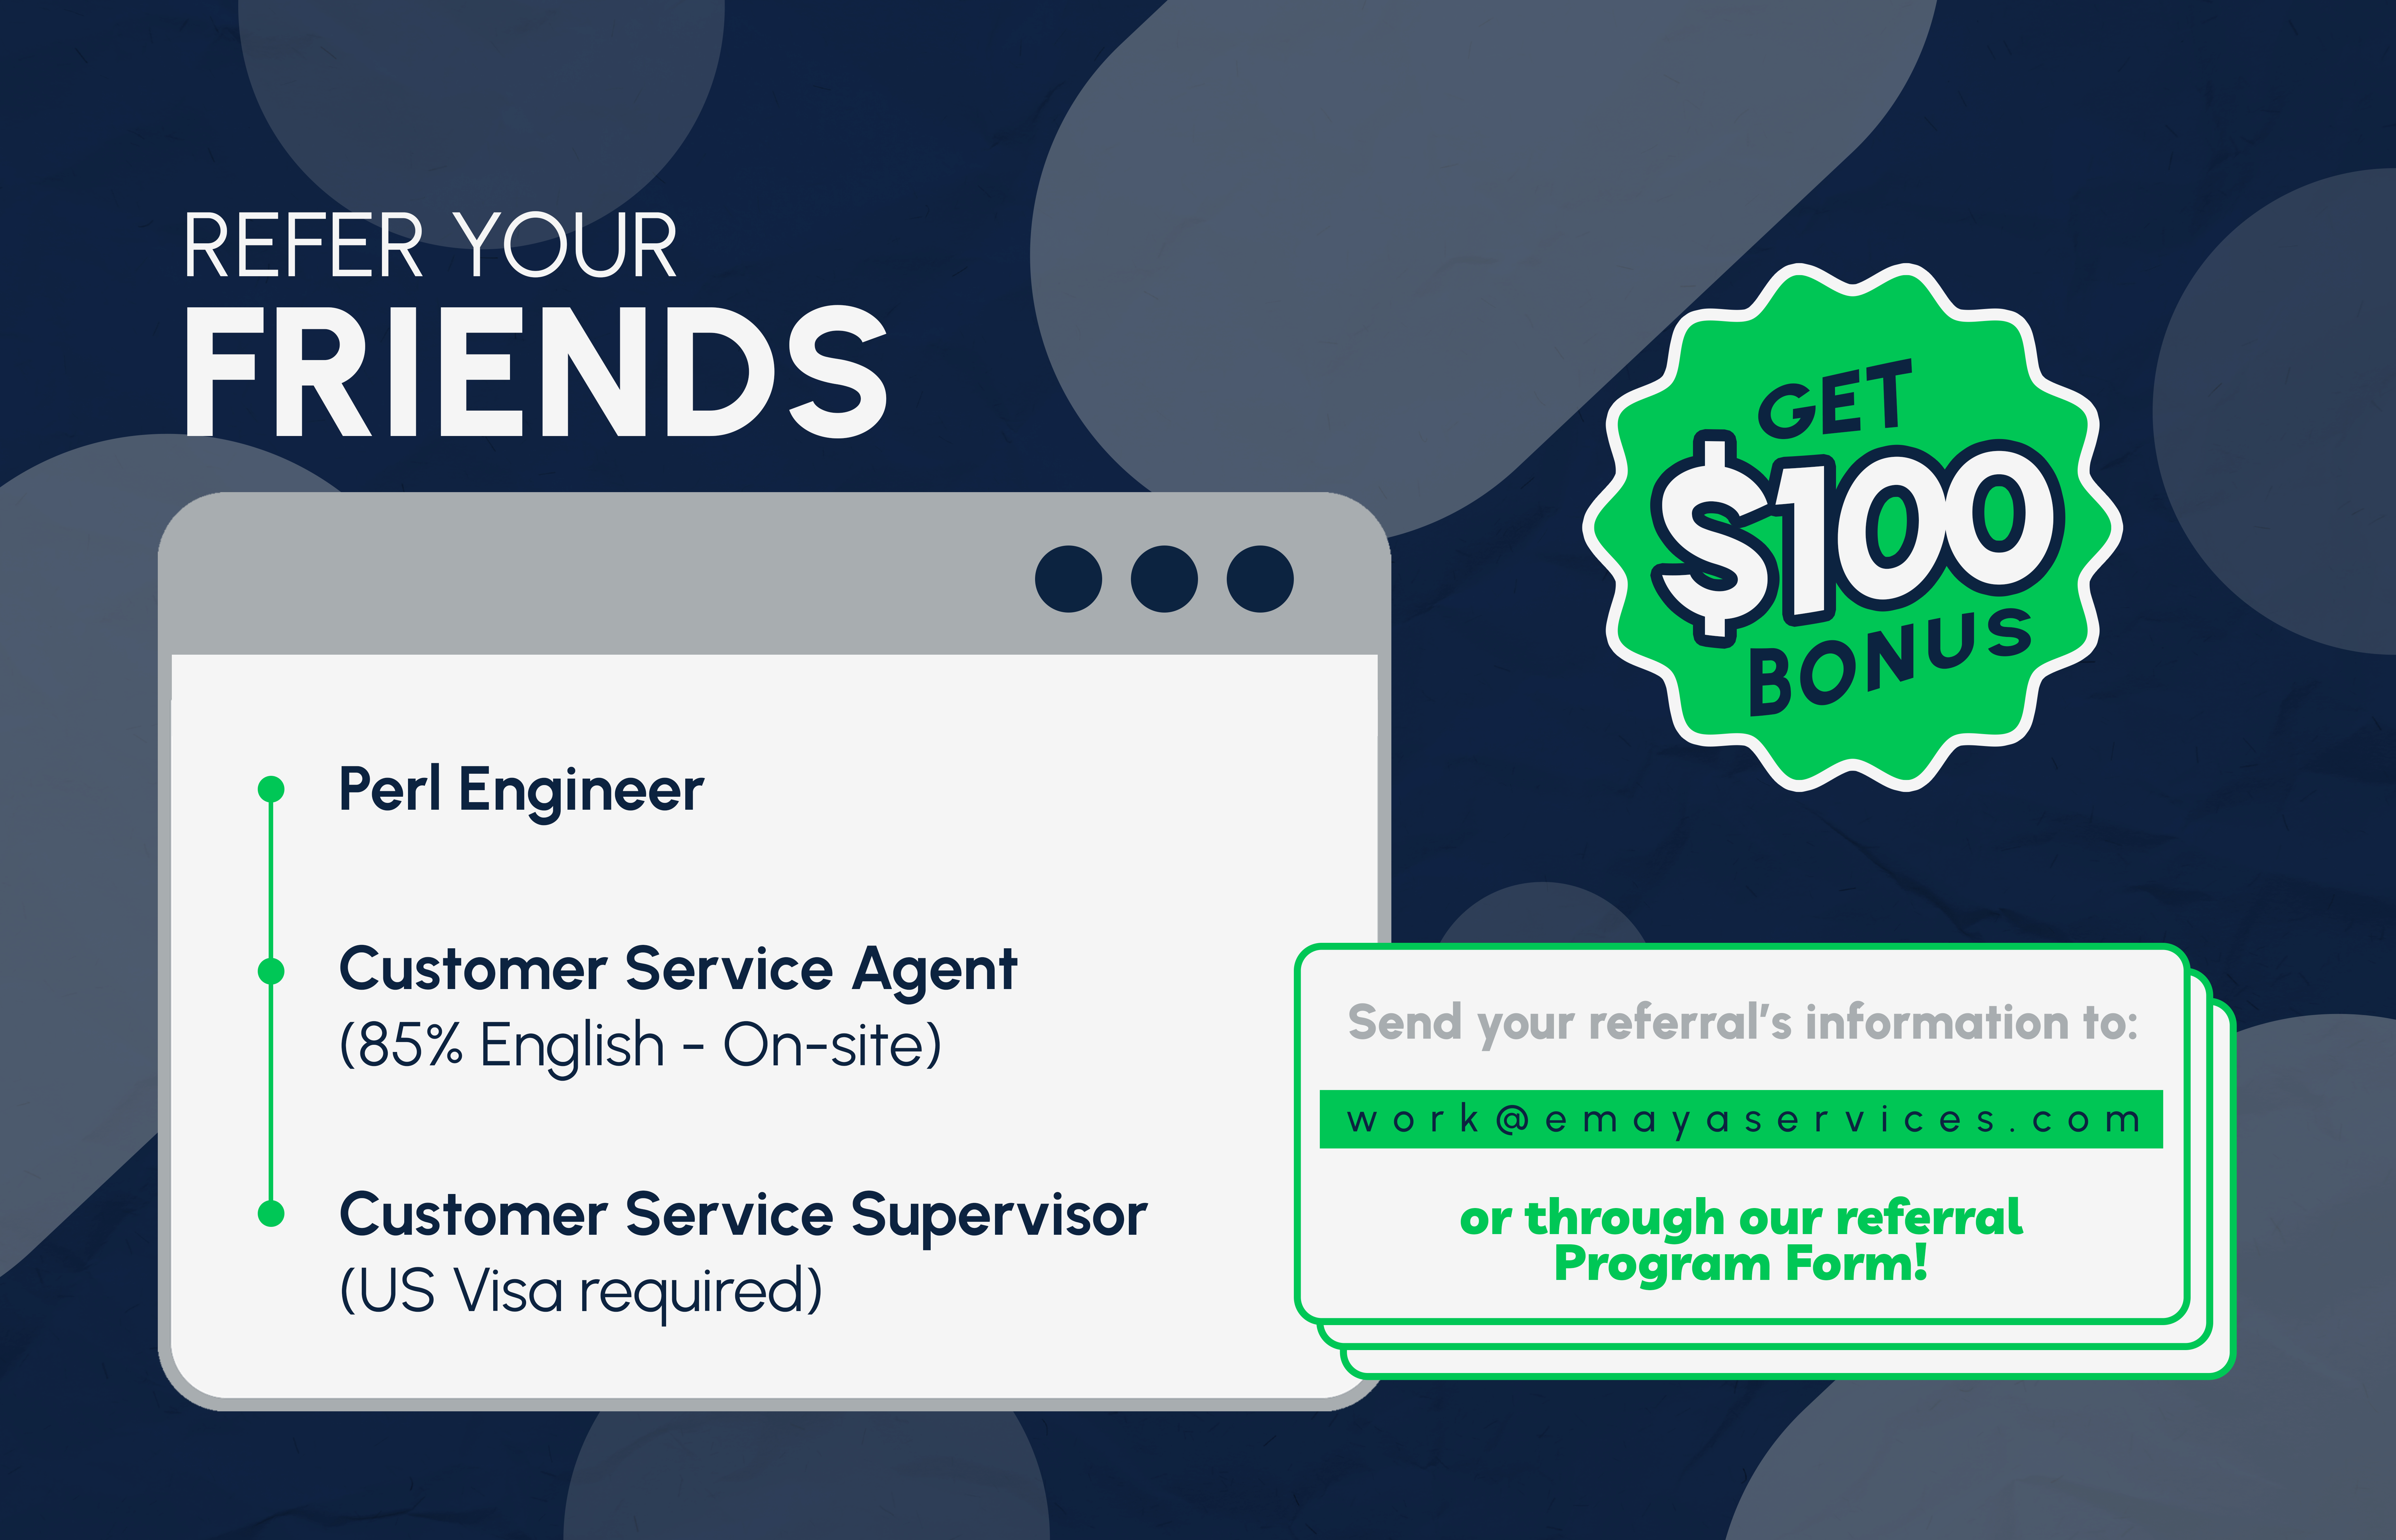 REFER YOUR
FRIENDS
GET
$100
BONUS
Perl Engineer
Customer Service Agent
(85% English - On-site)
Customer Service Supervisor
(US Visa required)
Send your referral's information to:
work@emayaservices.com
or through our referral
Program Form!